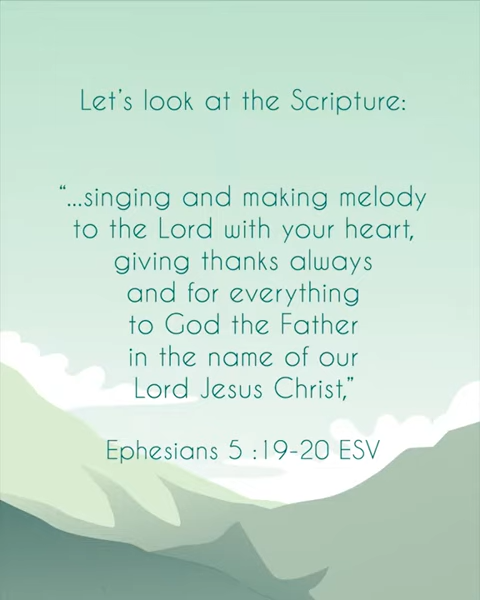 Let's look at the Scripture:
“...singing and making melody
to the Lord with your heart,
giving thanks always
and for everything
to God the Father
in the name of our
Lord Jesus Christ,”
Ephesians 5 :19-20 ESV